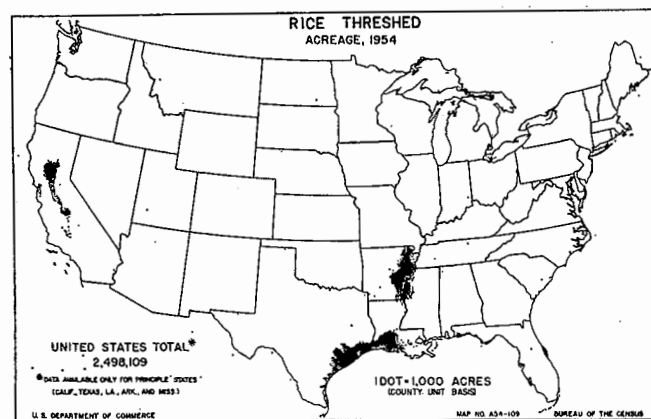 RICE THRESHED
ACREAGE, 1954
UNITED STATES TOTAL*
2,498,109
*DATA AVAILABLE ONLY FOR PRINCIPLE STATES
(CALIF., TEXAS, LA., ARK., AND MISS.)
1 DOT = 1,000 ACRES
(COUNTY UNIT BASIS)
U. S. DEPARTMENT OF COMMERCE
MAP NO. A54-109
BUREAU OF THE CENSUS